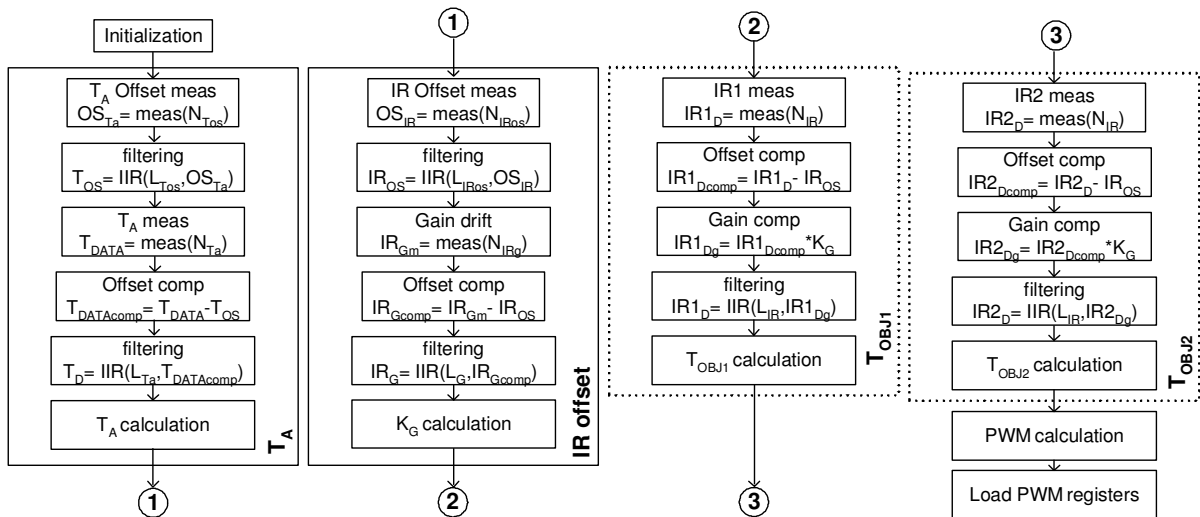 Initialization
T_A Offset meas
OS_Ta= meas(N_Tos)
filtering
T_OS= IIR(L_Tos,OS_Ta)
T_A meas
T_DATA= meas(N_Ta)
Offset comp
T_DATAcomp= T_DATA-T_OS
filtering
T_D= IIR(L_Ta,T_DATAcomp)
T_A calculation
T_A
1
1
IR Offset meas
OS_IR= meas(N_IRos)
filtering
IR_OS= IIR(L_IRos,OS_IR)
Gain drift
IR_Gm= meas(N_IRg)
Offset comp
IR_Gcomp= IR_Gm- IR_OS
filtering
IR_G= IIR(L_G,IR_Gcomp)
K_G calculation
IR offset
2
2
IR1 meas
IR1_D= meas(N_IR)
Offset comp
IR1_Dcomp= IR1_D- IR_OS
Gain comp
IR1_Dg= IR1_Dcomp*K_G
filtering
IR1_D= IIR(L_IR,IR1_Dg)
T_OBJ1 calculation
T_OBJ1
3
3
IR2 meas
IR2_D= meas(N_IR)
Offset comp
IR2_Dcomp= IR2_D- IR_OS
Gain comp
IR2_Dg= IR2_Dcomp*K_G
filtering
IR2_D= IIR(L_IR,IR2_Dg)
T_OBJ2 calculation
T_OBJ2
PWM calculation
Load PWM registers